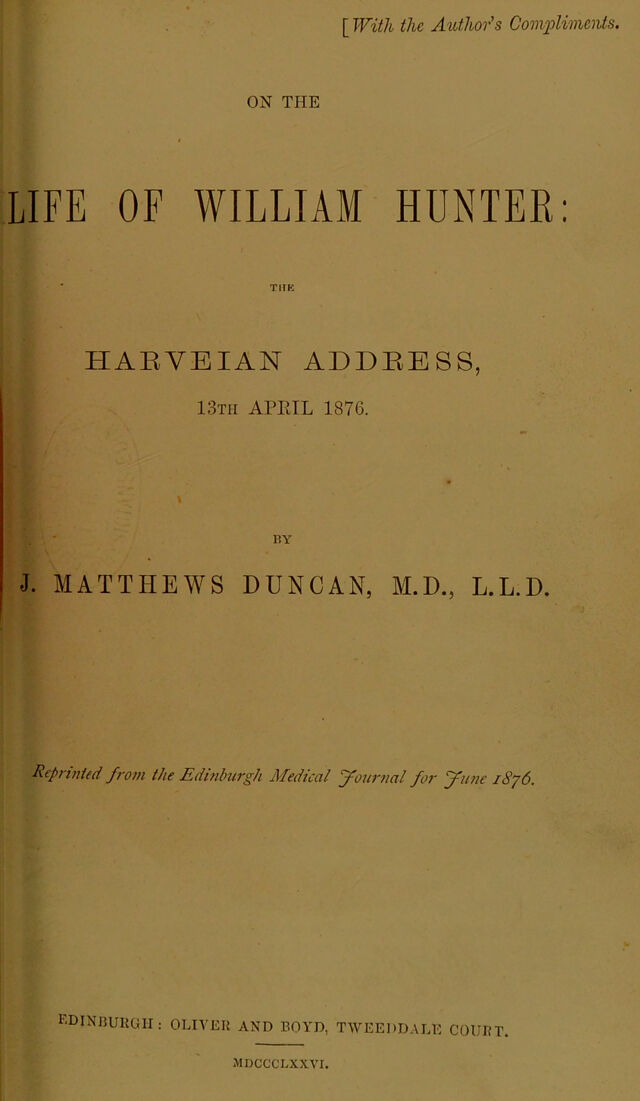 [With the Author's Compliments.
ON THE
LIFE OF WILLIAM HUNTER:
THE
HARVEIAN ADDRESS,
13TH APRIL 1876.
BY
J. MATTHEWS DUNCAN, M.D., L.L.D.
Reprinted from the Edinburgh Medical Journal for June 1876.
EDINBURGH: OLIVER AND BOYD, TWEEDDALE COURT.
MDCCCLXXVI.